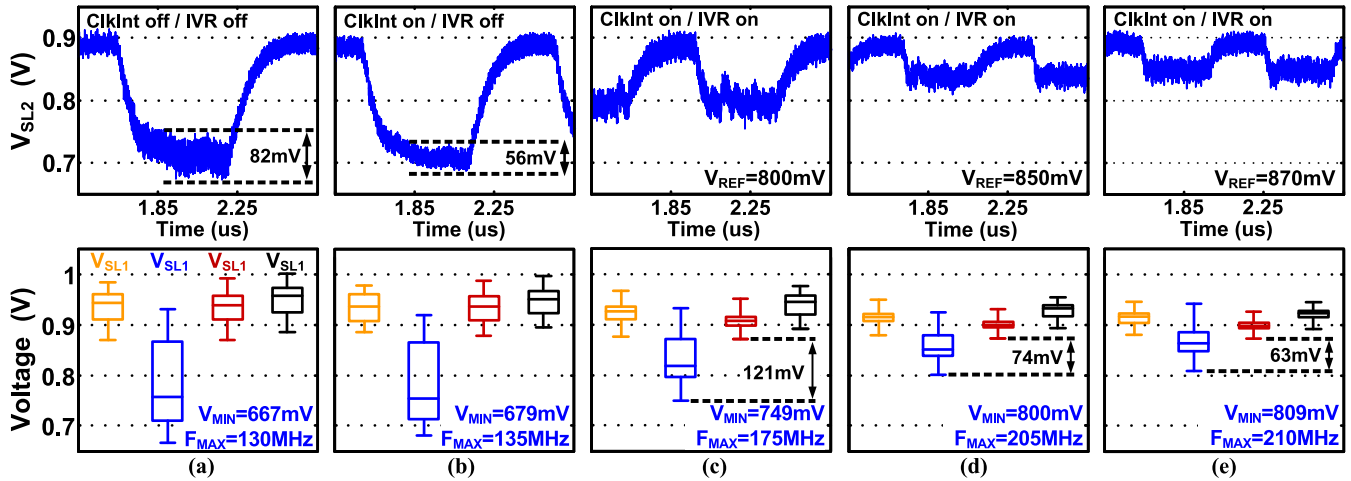 ClkInt off / IVR off
ClkInt on / IVR off
ClkInt on / IVR on
ClkInt on / IVR on
ClkInt on / IVR on
VSL2 (V)
0.9
0.8
0.7
82mV
56mV
VREF=800mV
VREF=850mV
VREF=870mV
1.85 2.25
1.85 2.25
1.85 2.25
1.85 2.25
1.85 2.25
Time (us)
Time (us)
Time (us)
Time (us)
Time (us)
Voltage (V)
1
0.9
0.8
0.7
VSL1 VSL1 VSL1 VSL1
VMIN=667mV
FMAX=130MHz
VMIN=679mV
FMAX=135MHz
121mV
VMIN=749mV
FMAX=175MHz
74mV
VMIN=800mV
FMAX=205MHz
63mV
VMIN=809mV
FMAX=210MHz
(a)
(b)
(c)
(d)
(e)